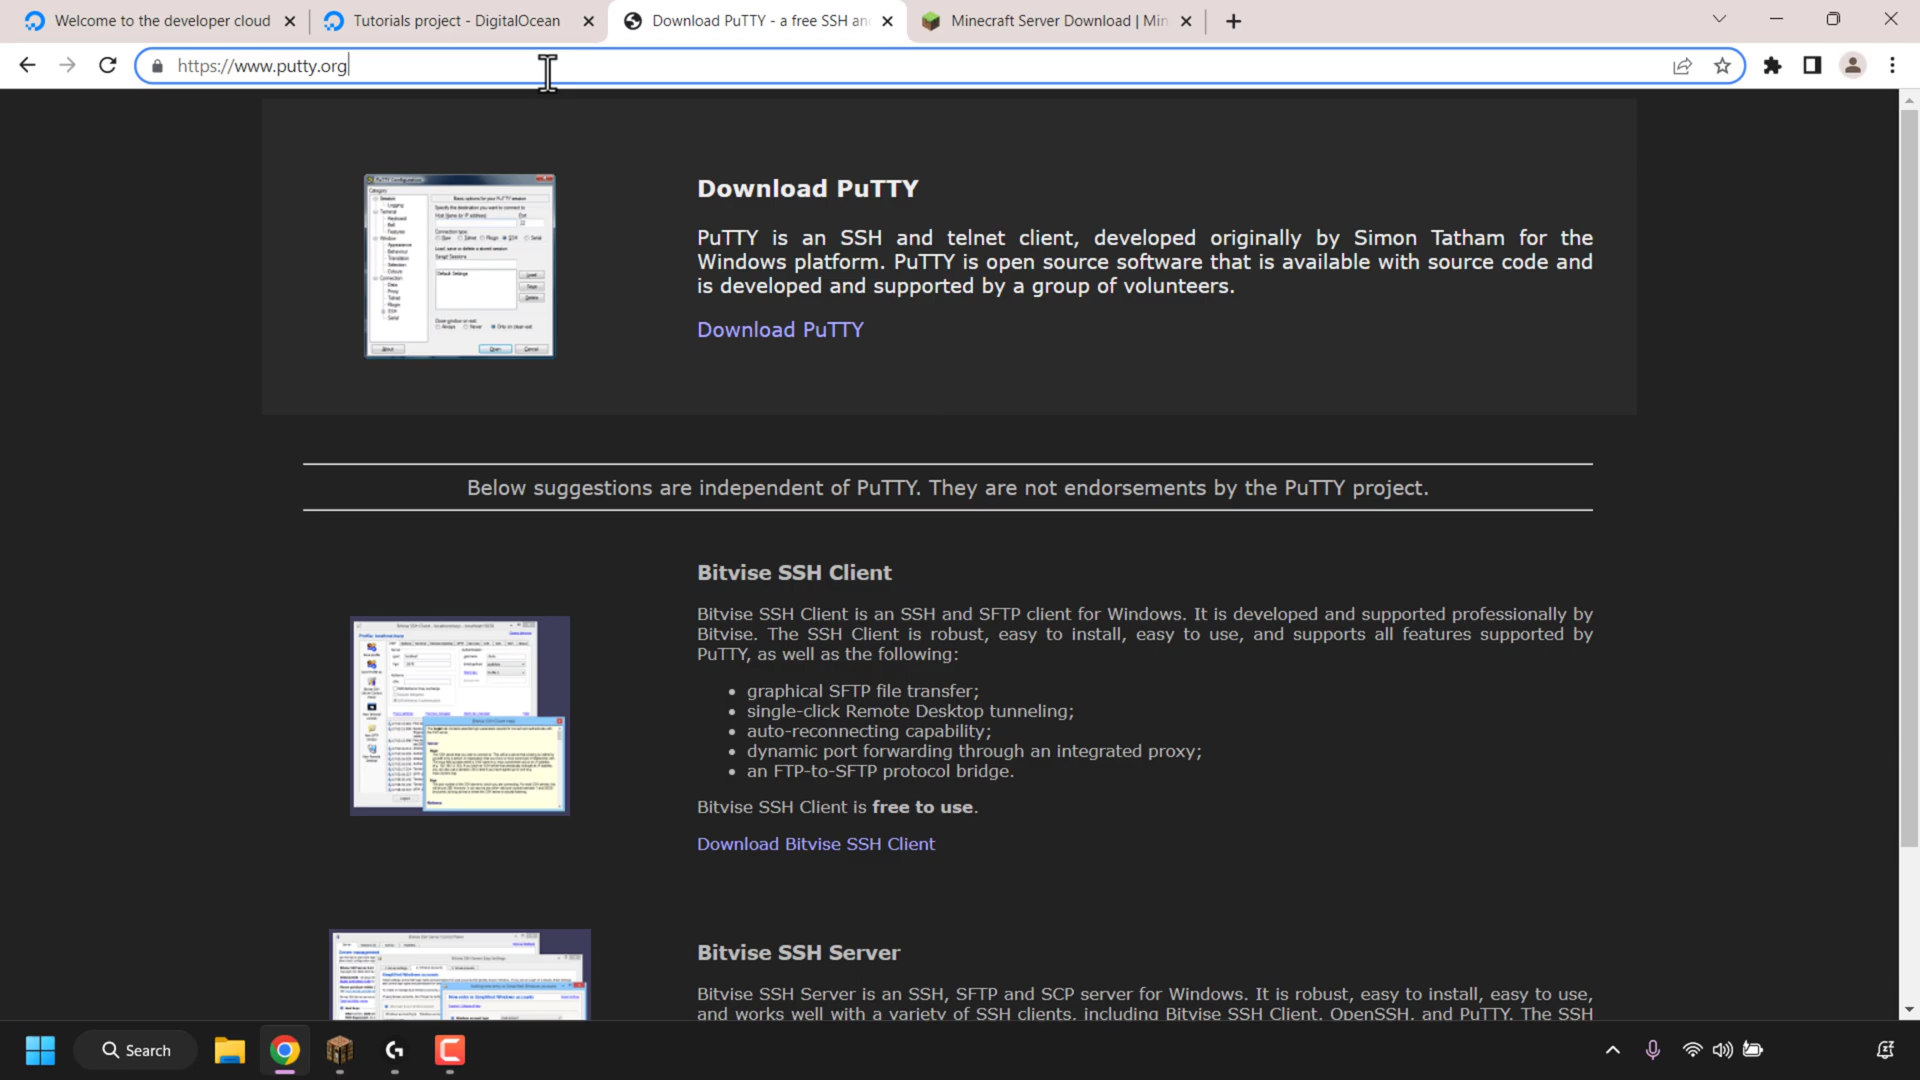 Welcome to the developer cloud
Tutorials project - DigitalOcean
Download PuTTY - a free SSH an
Minecraft Server Download | Min
https://www.putty.org
Download PuTTY
PuTTY is an SSH and telnet client, developed originally by Simon Tatham for the
Windows platform. PuTTY is open source software that is available with source code and
is developed and supported by a group of volunteers.
Download PuTTY
Below suggestions are independent of PuTTY. They are not endorsements by the PuTTY project.
Bitvise SSH Client
Bitvise SSH Client is an SSH and SFTP client for Windows. It is developed and supported professionally by
Bitvise. The SSH Client is robust, easy to install, easy to use, and supports all features supported by
PuTTY, as well as the following:
• graphical SFTP file transfer;
• single-click Remote Desktop tunneling;
• auto-reconnecting capability;
• dynamic port forwarding through an integrated proxy;
• an FTP-to-SFTP protocol bridge.
Bitvise SSH Client is free to use.
Download Bitvise SSH Client
Bitvise SSH Server
Bitvise SSH Server is an SSH, SFTP and SCP server for Windows. It is robust, easy to install, easy to use,
and works well with a variety of SSH clients, including Bitvise SSH Client, OpenSSH, and PuTTY. The SSH
Search